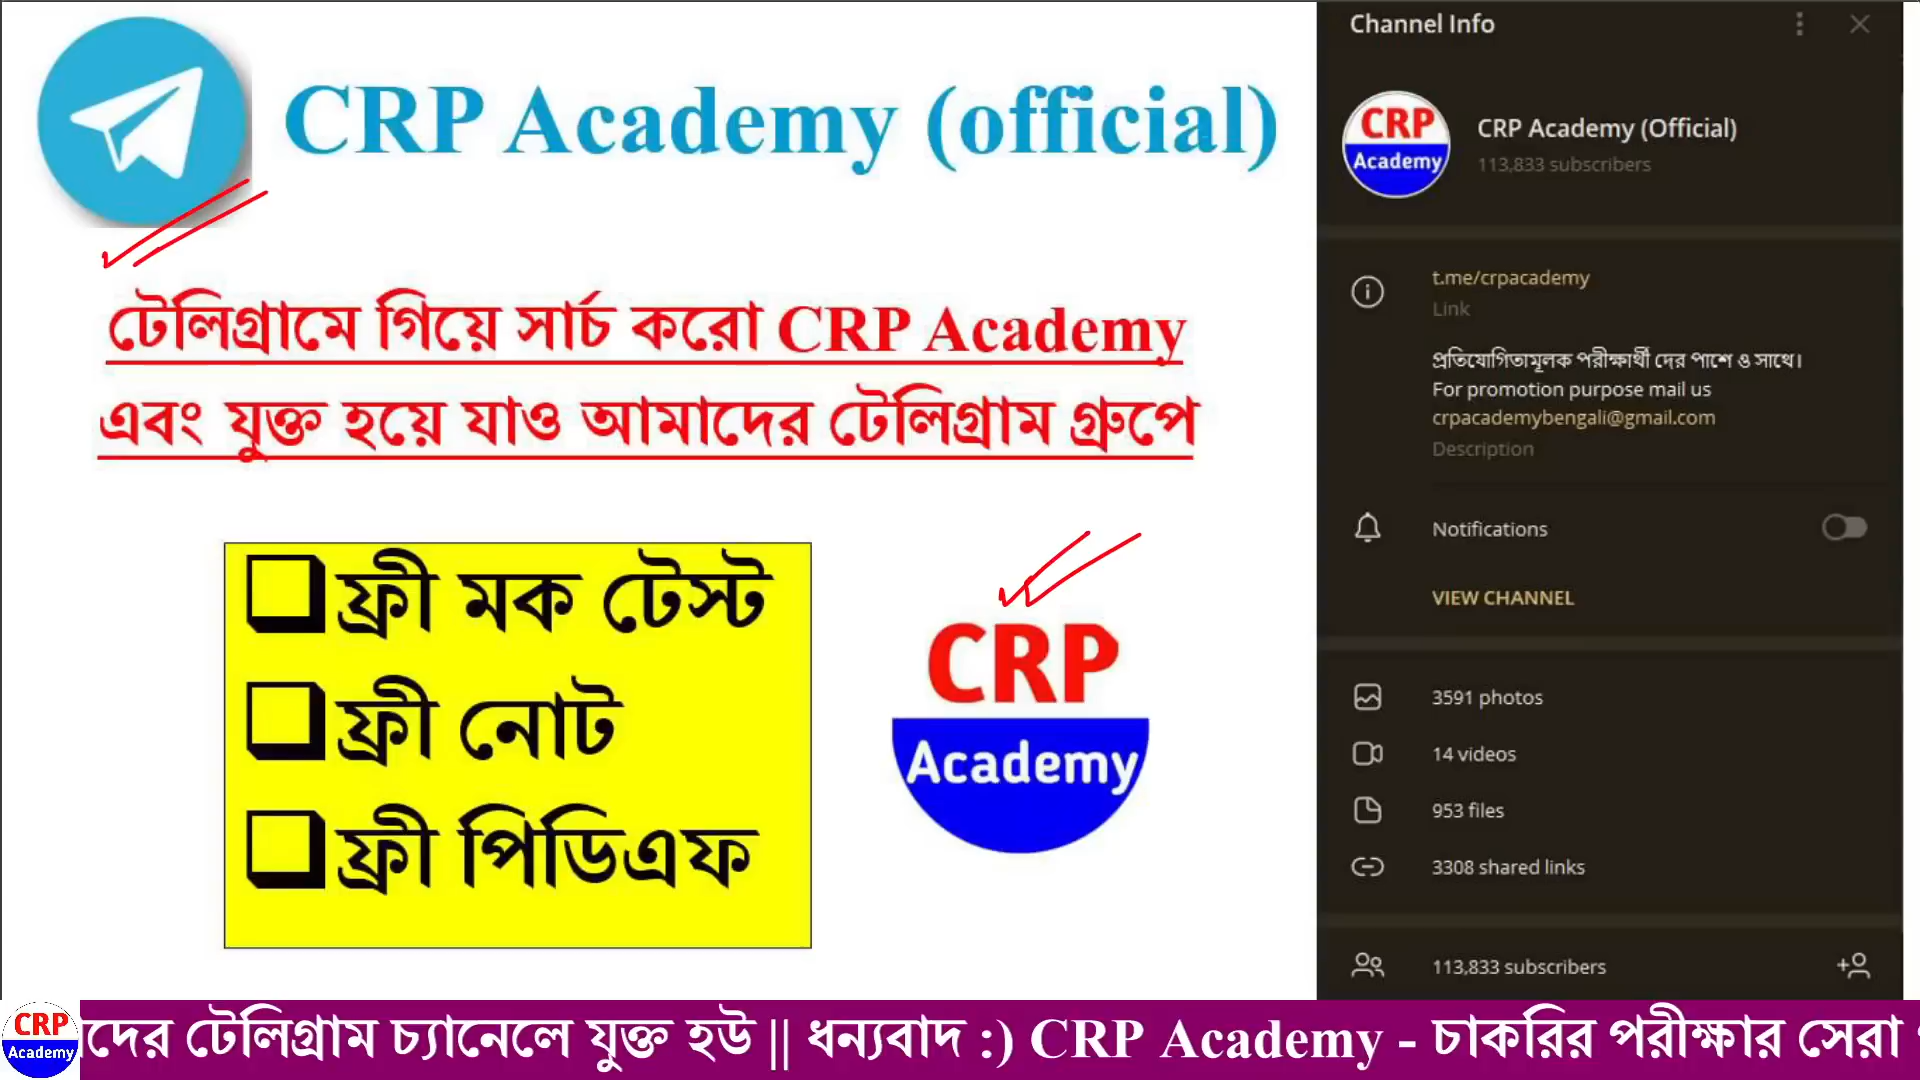 CRP Academy (official)
টেলিগ্রামে গিয়ে সার্চ করো CRP Academy
এবং যুক্ত হয়ে যাও আমাদের টেলিগ্রাম গ্রুপে
ফ্রী মক টেস্ট
ফ্রী নোট
ফ্রী পিডিএফ
CRP
Academy
Channel Info
CRP
Academy
CRP Academy (Official)
113,833 subscribers
t.me/crpacademy
Link
প্রতিযোগিতামূলক পরীক্ষার্থী দের পাশে ও সাথে।
For promotion purpose mail us
crpacademybengali@gmail.com
Description
Notifications
VIEW CHANNEL
3591 photos
14 videos
953 files
3308 shared links
113,833 subscribers
CRP
Academy
াদের টেলিগ্রাম চ্যানেলে যুক্ত হউ || ধন্যবাদ :) CRP Academy - চাকরির পরীক্ষার সেরা